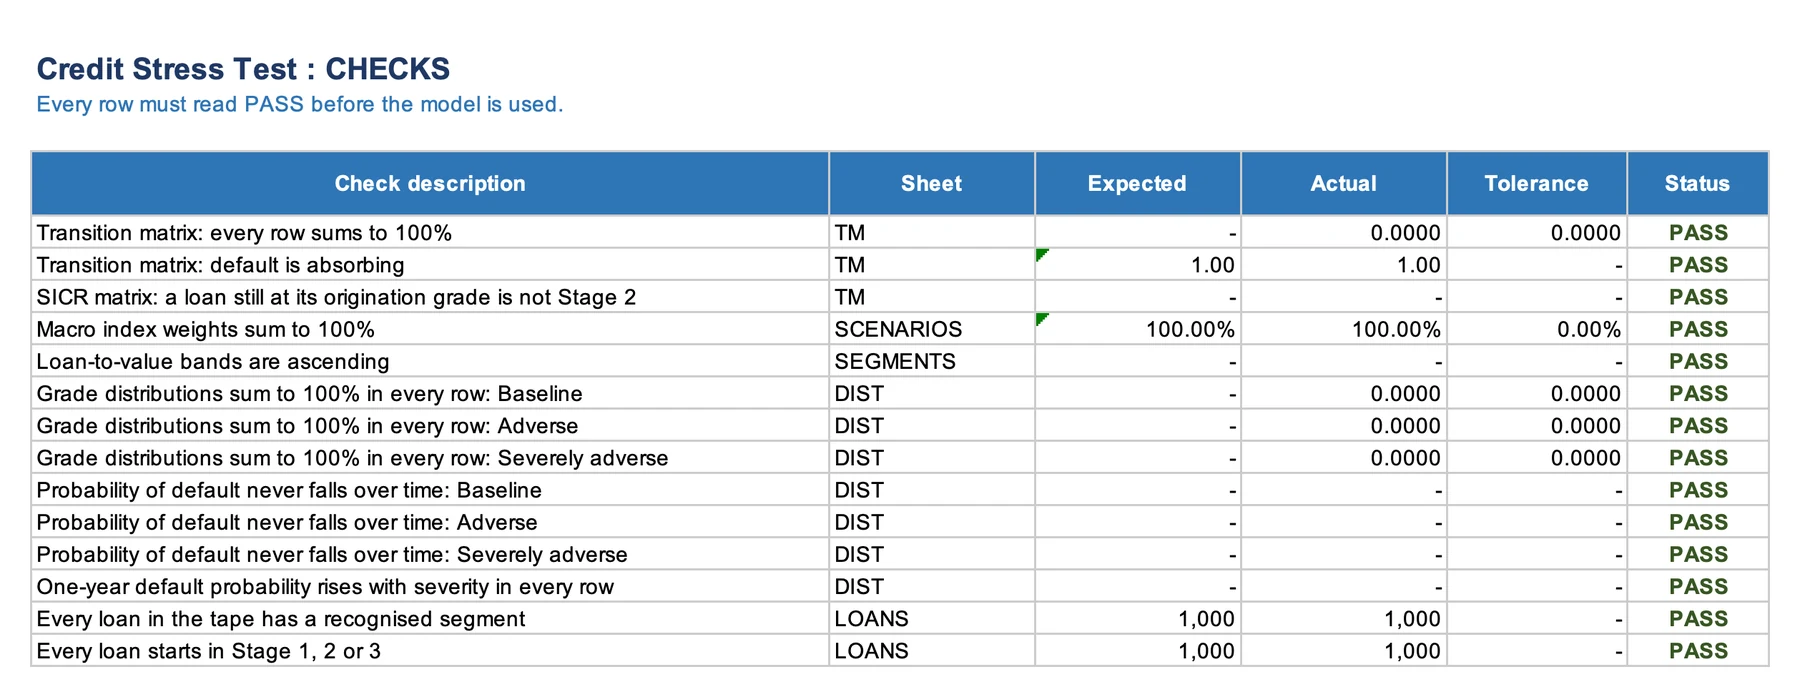 Credit Stress Test : CHECKS
Every row must read PASS before the model is used.
Check description Sheet Expected Actual Tolerance Status
Transition matrix: every row sums to 100% TM - 0.0000 0.0000 PASS
Transition matrix: default is absorbing TM 1.00 1.00 - PASS
SICR matrix: a loan still at its origination grade is not Stage 2 TM - - - PASS
Macro index weights sum to 100% SCENARIOS 100.00% 100.00% 0.00% PASS
Loan-to-value bands are ascending SEGMENTS - - - PASS
Grade distributions sum to 100% in every row: Baseline DIST - 0.0000 0.0000 PASS
Grade distributions sum to 100% in every row: Adverse DIST - 0.0000 0.0000 PASS
Grade distributions sum to 100% in every row: Severely adverse DIST - 0.0000 0.0000 PASS
Probability of default never falls over time: Baseline DIST - - - PASS
Probability of default never falls over time: Adverse DIST - - - PASS
Probability of default never falls over time: Severely adverse DIST - - - PASS
One-year default probability rises with severity in every row DIST - - - PASS
Every loan in the tape has a recognised segment LOANS 1,000 1,000 - PASS
Every loan starts in Stage 1, 2 or 3 LOANS 1,000 1,000 - PASS